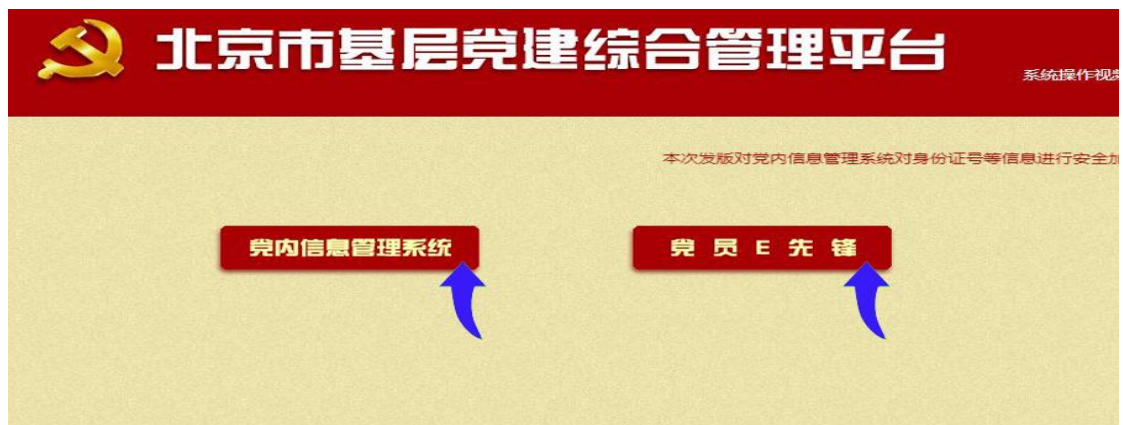 北京市基层党建综合管理平台
系统操作视频
本次发版对党内信息管理系统对身份证号等信息进行安全加
党内信息管理系统
党员E先锋